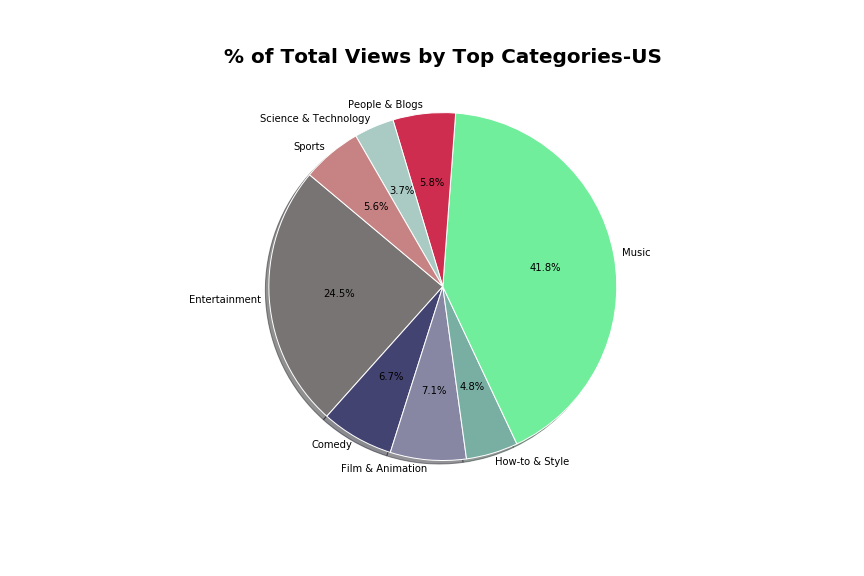 % of Total Views by Top Categories-US
People & Blogs
Science & Technology
Sports
3.7%
5.8%
5.6%
Music
41.8%
Entertainment
24.5%
6.7%
7.1%
4.8%
Comedy
Film & Animation
How-to & Style